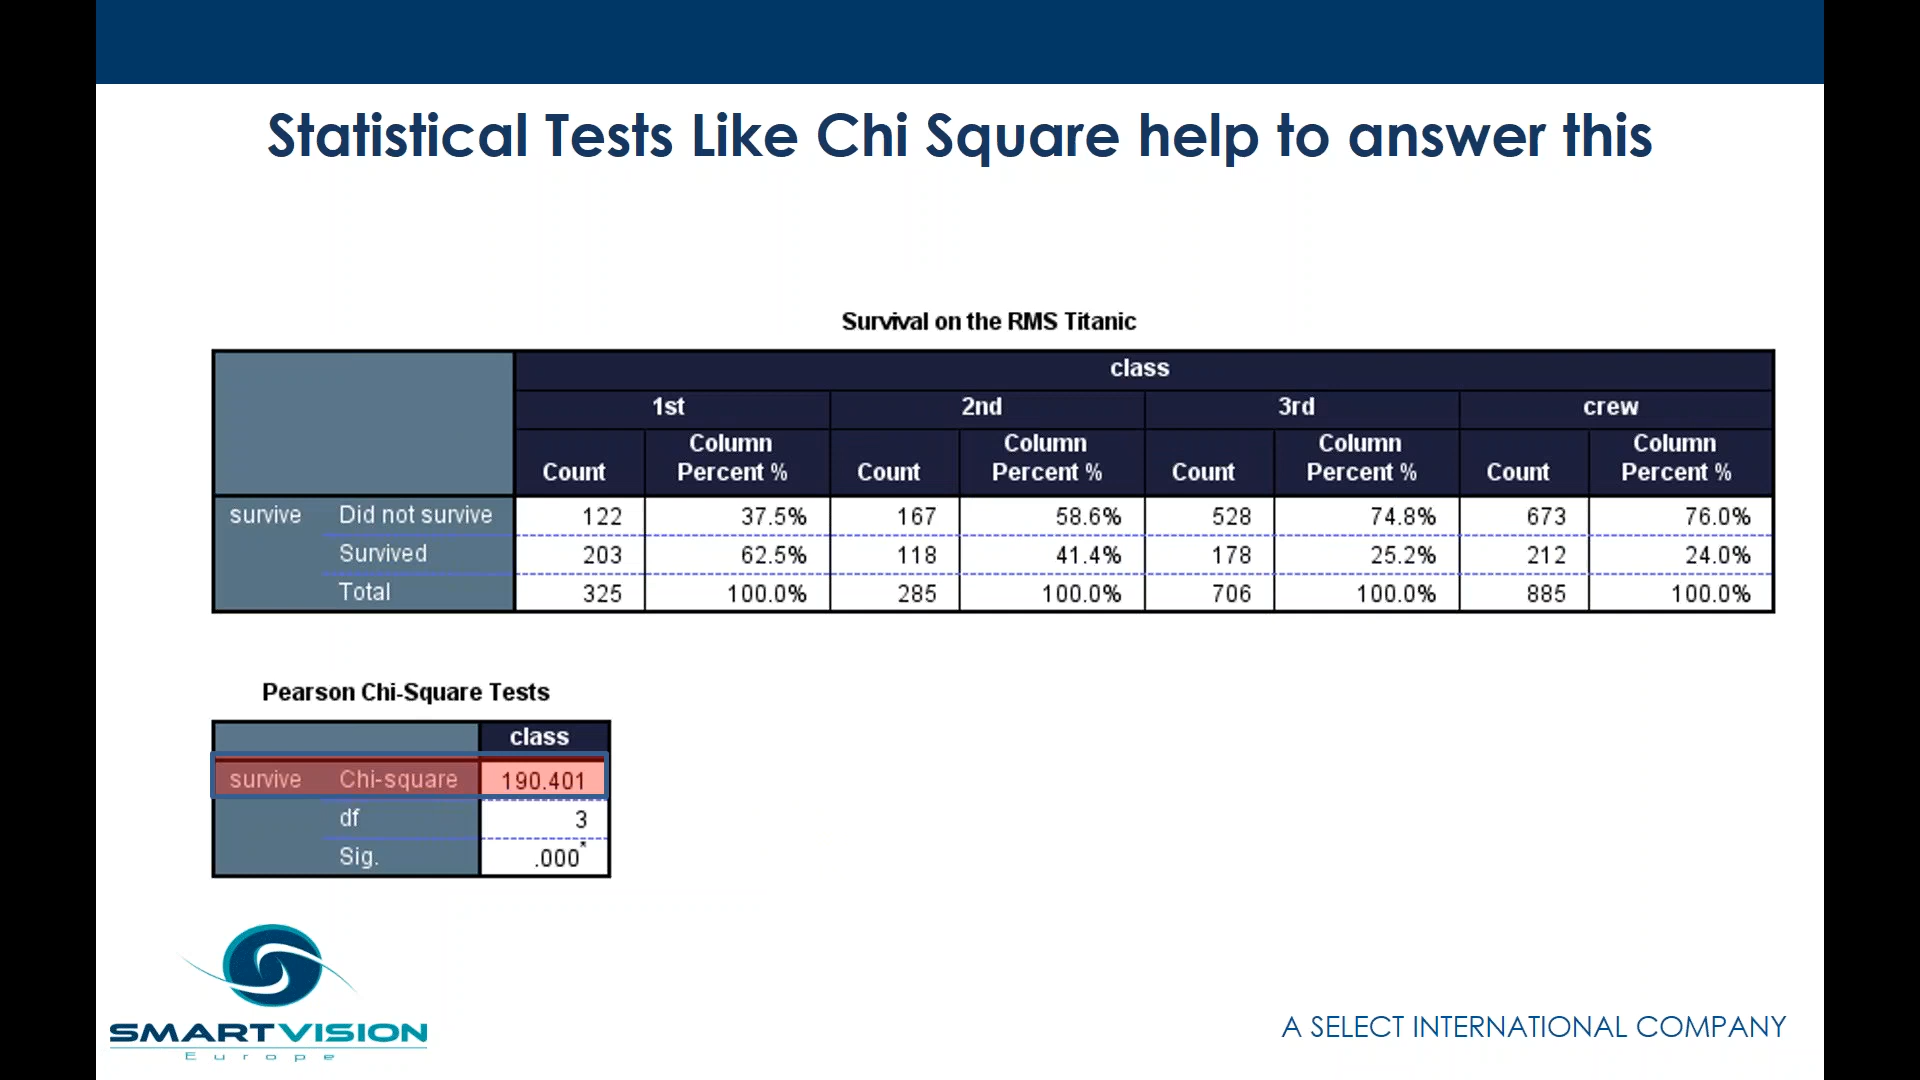 Statistical Tests Like Chi Square help to answer this
Survival on the RMS Titanic
class
1st 2nd 3rd crew
Count Column Percent % Count Column Percent % Count Column Percent % Count Column Percent %
survive Did not survive 122 37.5% 167 58.6% 528 74.8% 673 76.0%
Survived 203 62.5% 118 41.4% 178 25.2% 212 24.0%
Total 325 100.0% 285 100.0% 706 100.0% 885 100.0%
Pearson Chi-Square Tests
class
survive Chi-square 190.401
df 3
Sig. .000*
SMARTVISION
Europe
A SELECT INTERNATIONAL COMPANY